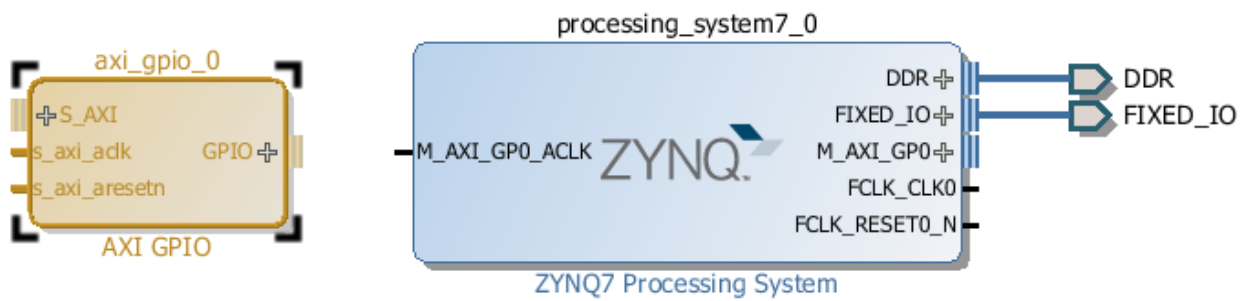 axi_gpio_0
S_AXI
s_axi_aclk
GPIO
s_axi_aresetn
AXI GPIO
processing_system7_0
DDR
FIXED_IO
M_AXI_GP0_ACLK
ZYNQ
M_AXI_GP0
FCLK_CLK0
FCLK_RESET0_N
ZYNQ7 Processing System
DDR
FIXED_IO